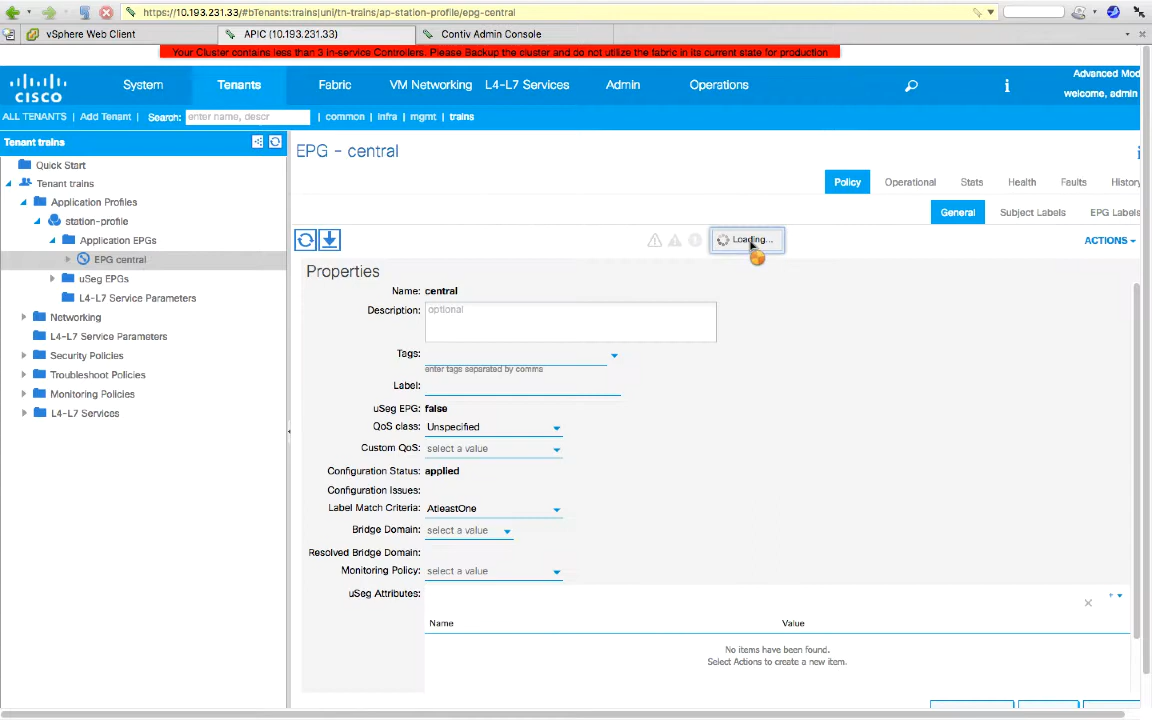 https://10.193.231.33/#bTenants:trains|uni/tn-trains/ap-station-profile/epg-central
vSphere Web Client
APIC (10.193.231.33)
Contiv Admin Console
Your Cluster contains less than 3 in-service Controllers. Please Backup the cluster and do not utilize the fabric in its current state for production
CISCO
System
Tenants
Fabric
VM Networking
L4-L7 Services
Admin
Operations
i
Advanced Mod
welcome, admin
ALL TENANTS | Add Tenant | Search: enter name, descr | common | infra | mgmt | trains
Tenant trains
EPG - central
i
Quick Start
Tenant trains
Application Profiles
station-profile
Application EPGs
EPG central
uSeg EPGs
L4-L7 Service Parameters
Networking
L4-L7 Service Parameters
Security Policies
Troubleshoot Policies
Monitoring Policies
L4-L7 Services
Policy
Operational
Stats
Health
Faults
History
General
Subject Labels
EPG Labels
Loading...
ACTIONS
Properties
Name: central
Description: optional
Tags:
enter tags separated by comma
Label:
uSeg EPG: false
QoS class: Unspecified
Custom QoS: select a value
Configuration Status: applied
Configuration Issues:
Label Match Criteria: AtleastOne
Bridge Domain: select a value
Resolved Bridge Domain:
Monitoring Policy: select a value
uSeg Attributes:
Name
Value
No items have been found.
Select Actions to create a new item.